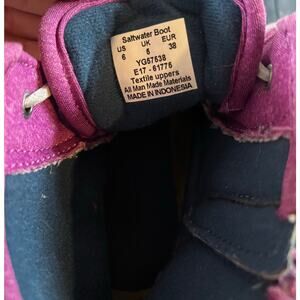 Saltwater Boot
US UK EUR
6 5 38
YG57538
E17 - 61775
Textile uppers
All Man Made Materials
MADE IN INDONESIA